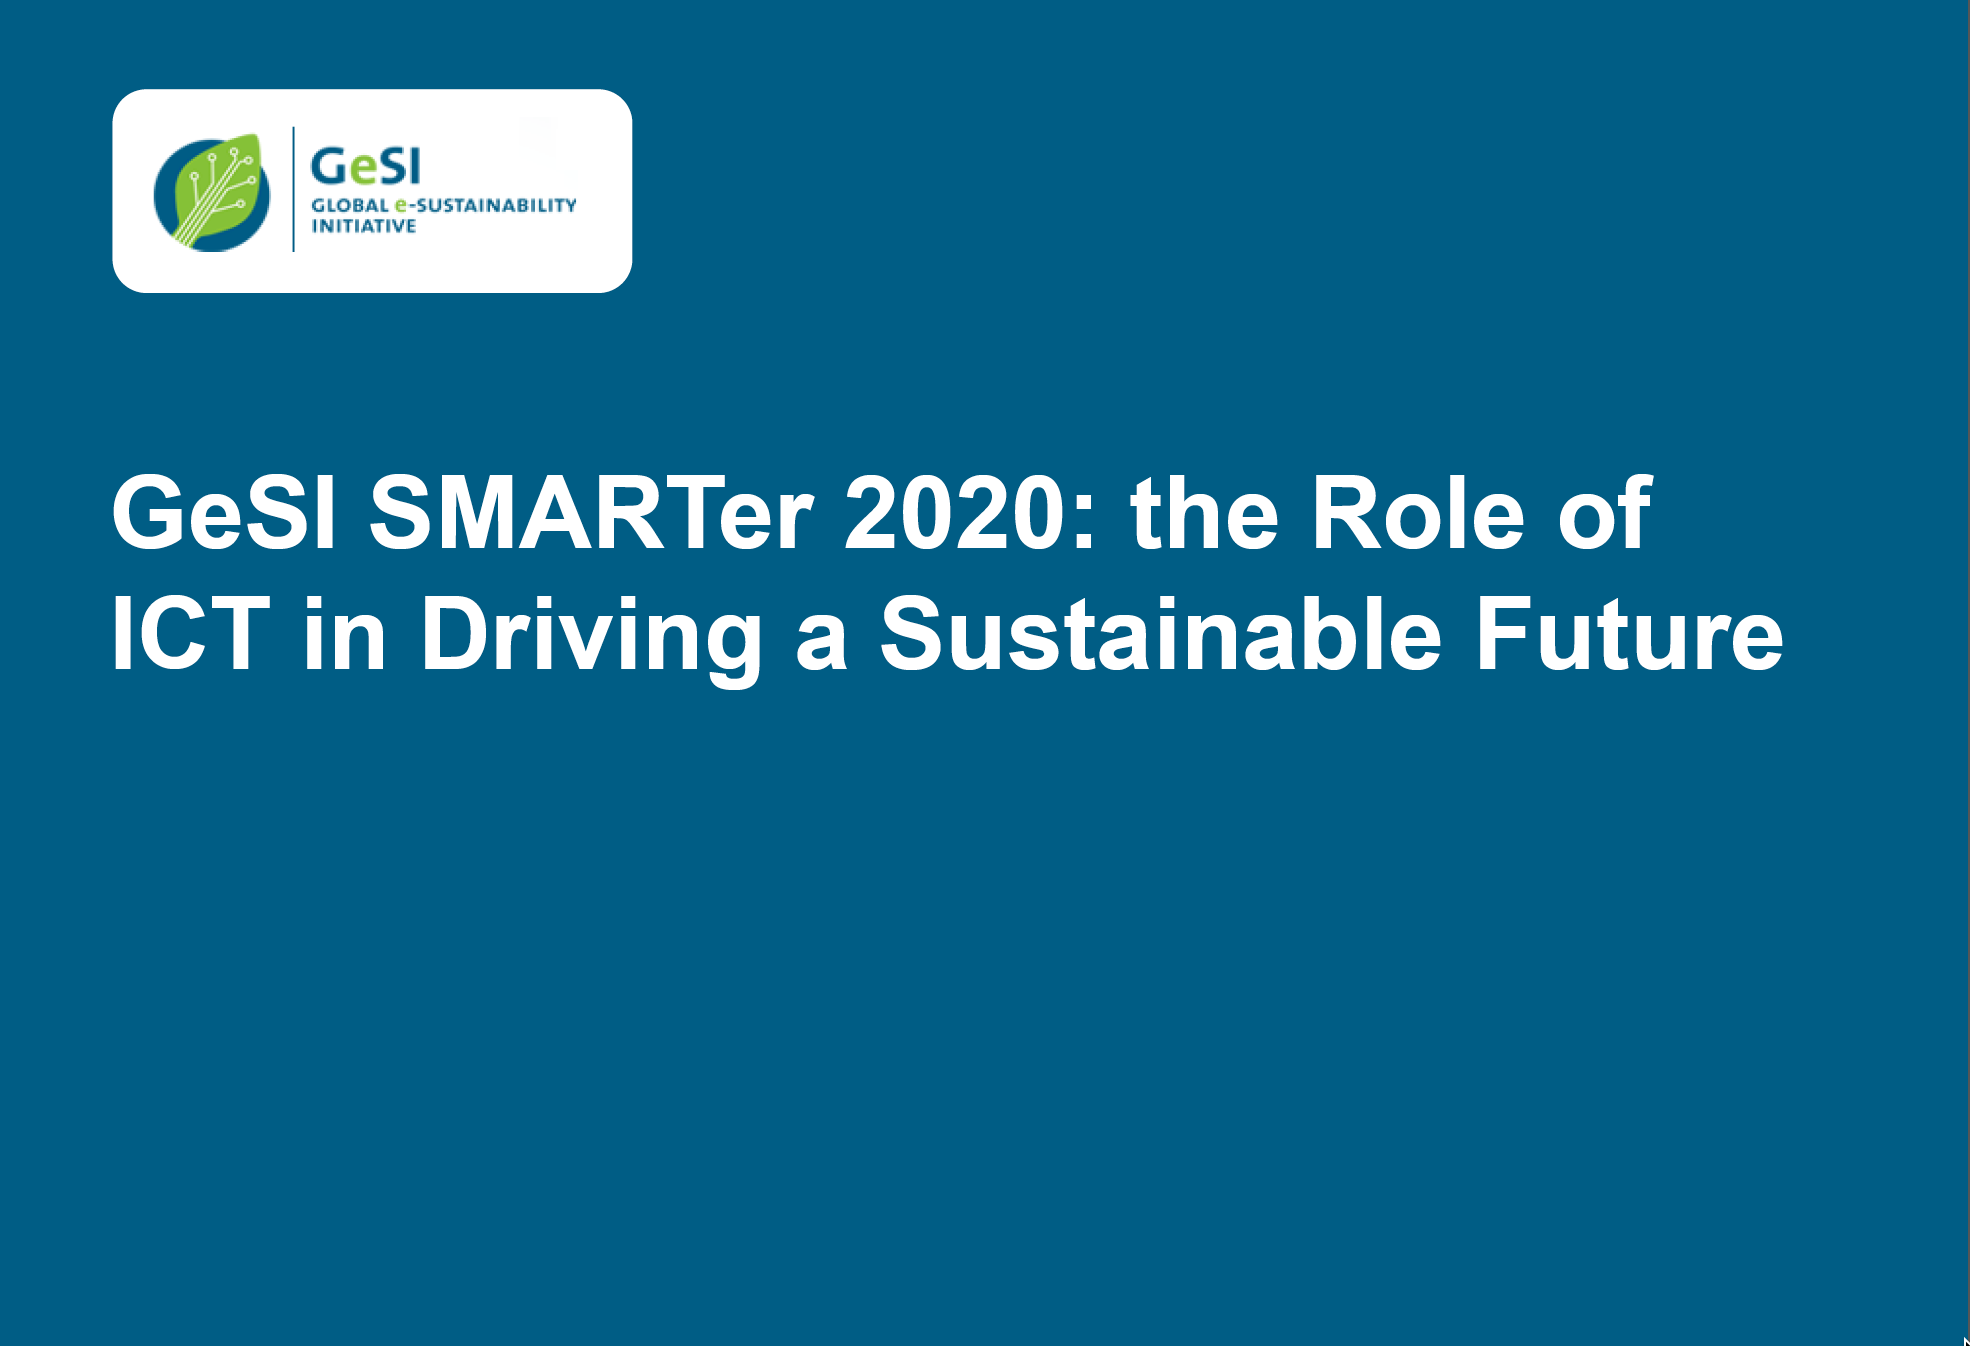 GeSI
GLOBAL e-SUSTAINABILITY
INITIATIVE
GeSI SMARTer 2020: the Role of
ICT in Driving a Sustainable Future